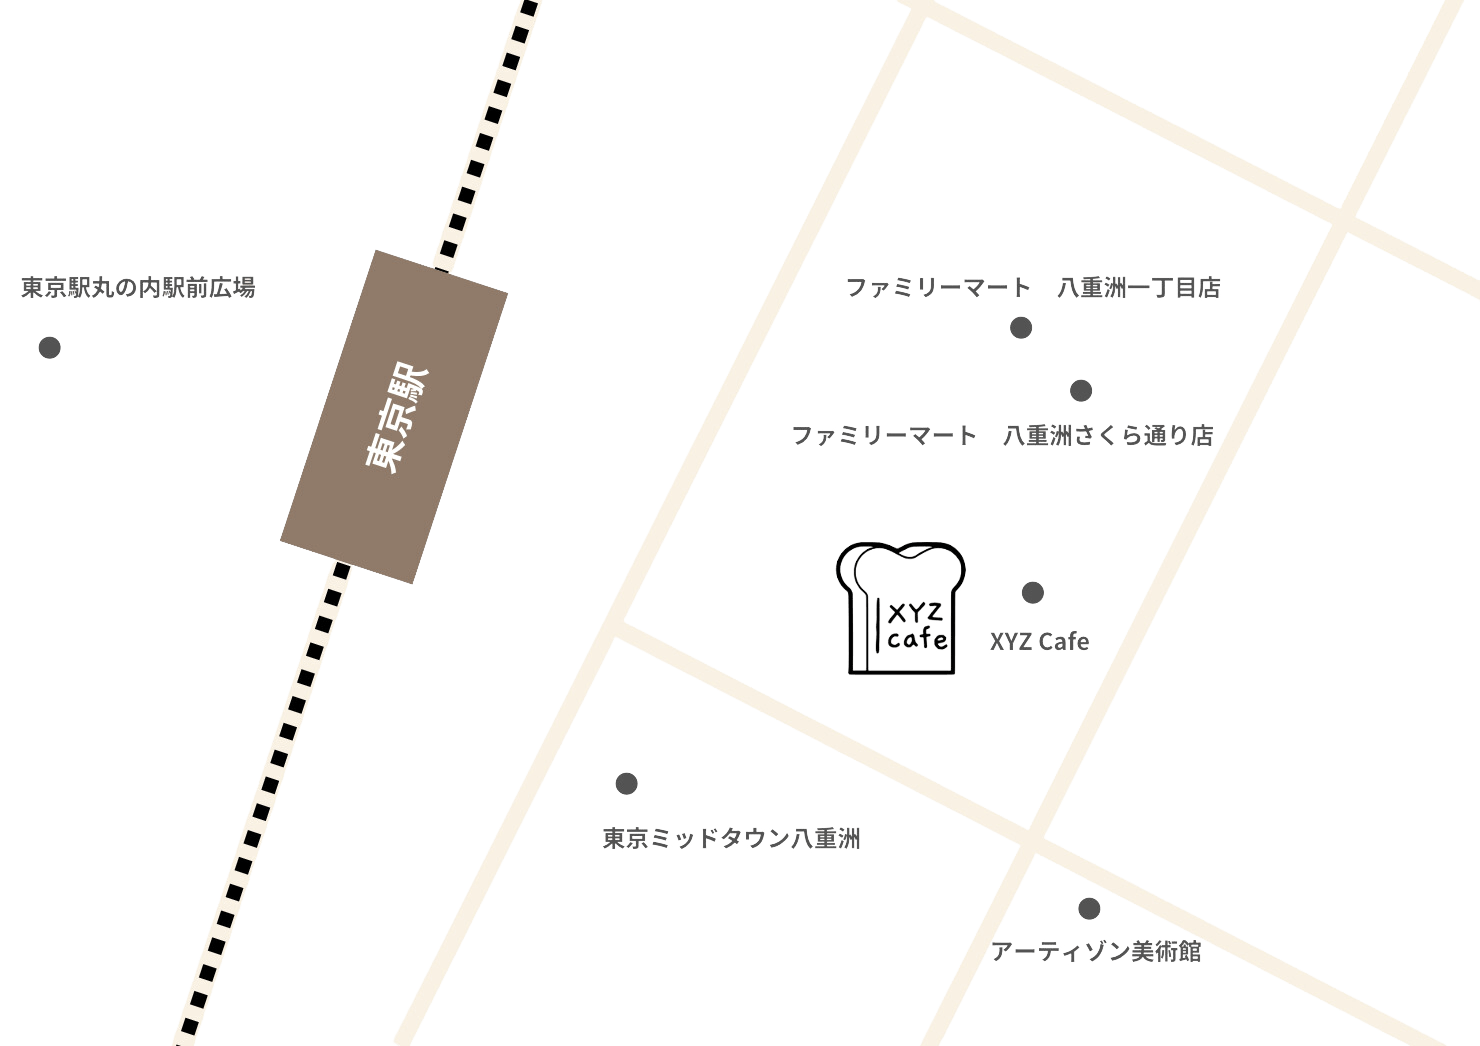 東京駅丸の内駅前広場
ファミリーマート　八重洲一丁目店
東京駅
ファミリーマート　八重洲さくら通り店
XYZ
cafe
XYZ Cafe
東京ミッドタウン八重洲
アーティゾン美術館